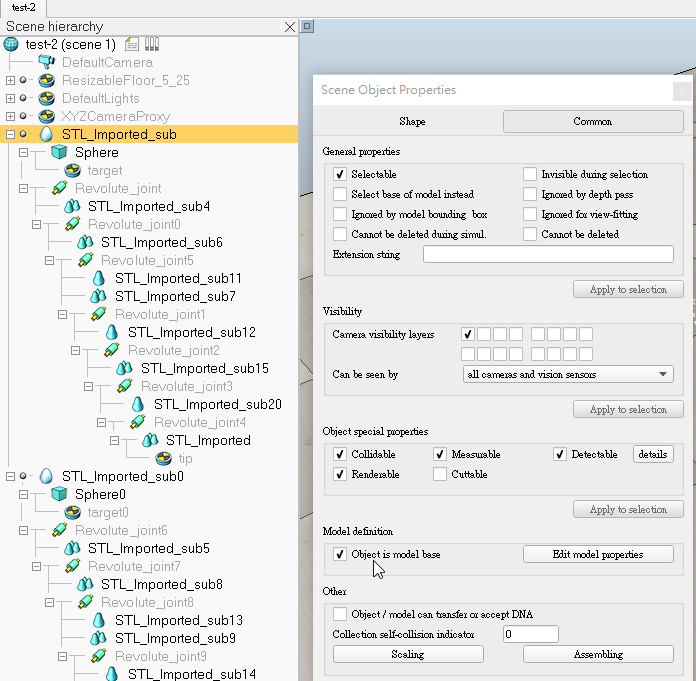 test-2
Scene hierarchy
test-2 (scene 1)
DefaultCamera
ResizableFloor_5_25
DefaultLights
XYZCameraProxy
STL_Imported_sub
Sphere
target
Revolute_joint
STL_Imported_sub4
Revolute_joint0
STL_Imported_sub6
Revolute_joint5
STL_Imported_sub11
STL_Imported_sub7
Revolute_joint1
STL_Imported_sub12
Revolute_joint2
STL_Imported_sub15
Revolute_joint3
STL_Imported_sub20
Revolute_joint4
STL_Imported
tip
STL_Imported_sub0
Sphere0
target0
Revolute_joint6
STL_Imported_sub5
Revolute_joint7
STL_Imported_sub8
Revolute_joint8
STL_Imported_sub13
STL_Imported_sub9
Revolute_joint9
STL_Imported_sub14
Scene Object Properties
x
Shape Common
General properties
Selectable Invisible during selection
Select base of model instead Ignored by depth pass
Ignored by model bounding box Ignored for view-fitting
Cannot be deleted during simul. Cannot be deleted
Extension string
Apply to selection
Visibility
Camera visibility layers
Can be seen by all cameras and vision sensors
Apply to selection
Object special properties
Collidable Measurable Detectable details
Renderable Cuttable
Apply to selection
Model definition
Object is model base Edit model properties
Other
Object / model can transfer or accept DNA
Collection self-collision indicator 0
Scaling Assembling